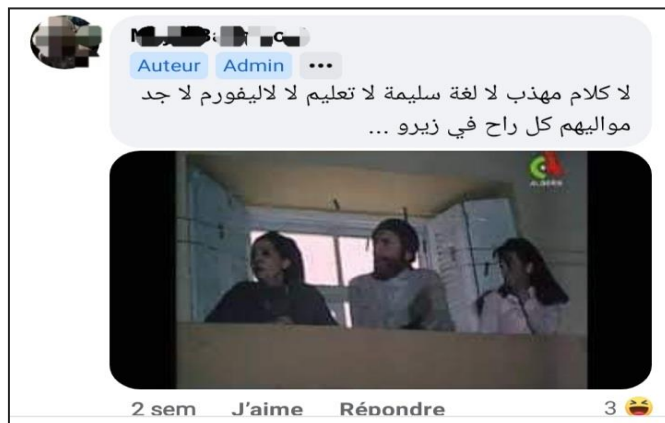 Auteur Admin •••
لا كلام مهذب لا لغة سليمة لا تعليم لا لاليفورم لا جد
مواليهم كل راح في زيرو ...
2 sem J'aime Répondre 3